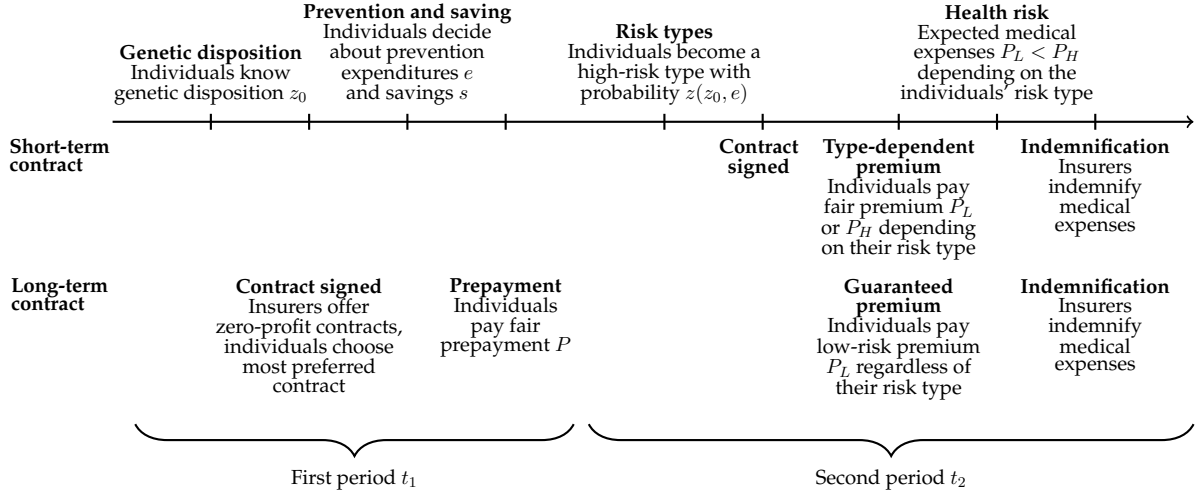 Genetic disposition
Individuals know
genetic disposition z₀
Prevention and saving
Individuals decide
about prevention
expenditures e
and savings s
Risk types
Individuals become a
high-risk type with
probability z(z₀, e)
Health risk
Expected medical
expenses P_L < P_H
depending on the
individuals' risk type
Short-term
contract
Contract
signed
Type-dependent
premium
Individuals pay
fair premium P_L
or P_H depending
on their risk type
Indemnification
Insurers
indemnify
medical
expenses
Long-term
contract
Contract signed
Insurers offer
zero-profit contracts,
individuals choose
most preferred
contract
Prepayment
Individuals
pay fair
prepayment P
Guaranteed
premium
Individuals pay
low-risk premium
P_L regardless of
their risk type
Indemnification
Insurers
indemnify
medical
expenses
First period t₁
Second period t₂